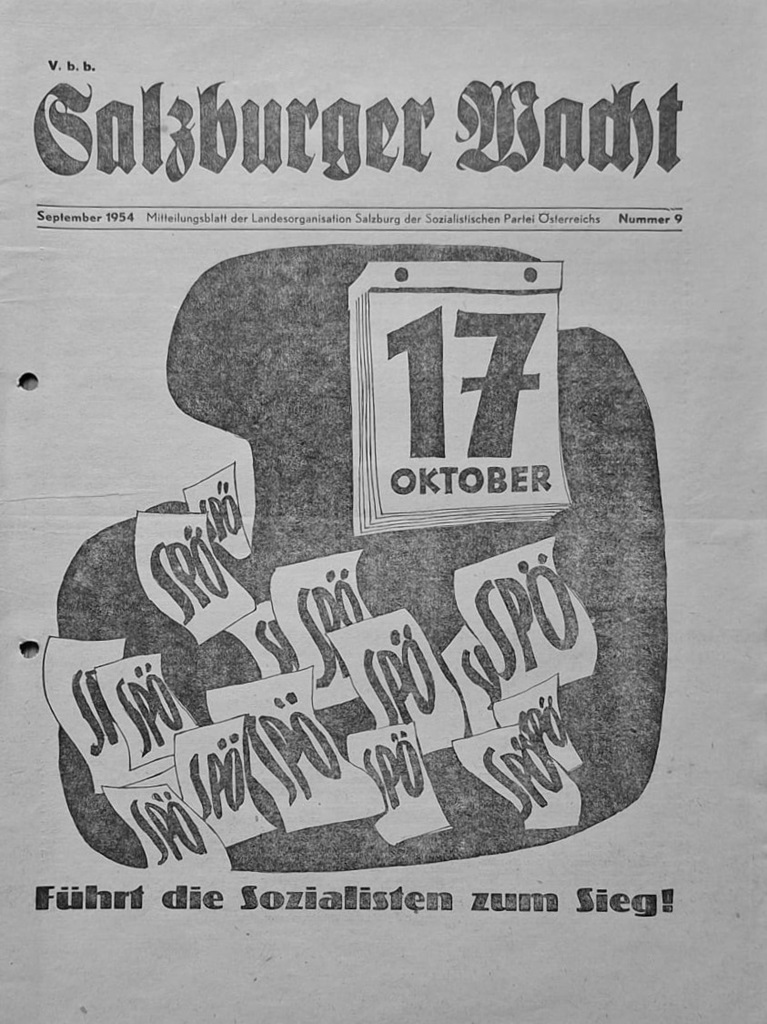 V. b. b.
Salzburger Wacht
September 1954 Mitteilungsblatt der Landesorganisation Salzburg der Sozialistischen Partei Österreichs Nummer 9
17
OKTOBER
SPÖ
SPÖ
SPÖ
SPÖ
SPÖ
SPÖ
SPÖ
SPÖ
SPÖ
SPÖ
SPÖ
SPÖ
Führt die Sozialisten zum Sieg!